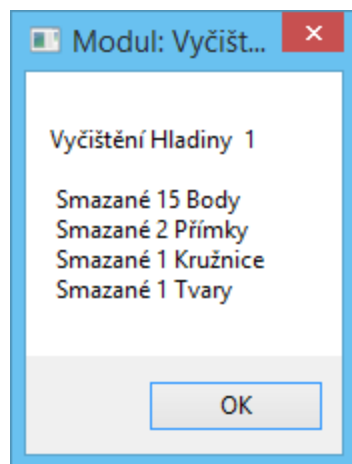 Modul: Vyčišt...
Vyčištění Hladiny 1
Smazané 15 Body
Smazané 2 Přímky
Smazané 1 Kružnice
Smazané 1 Tvary
OK